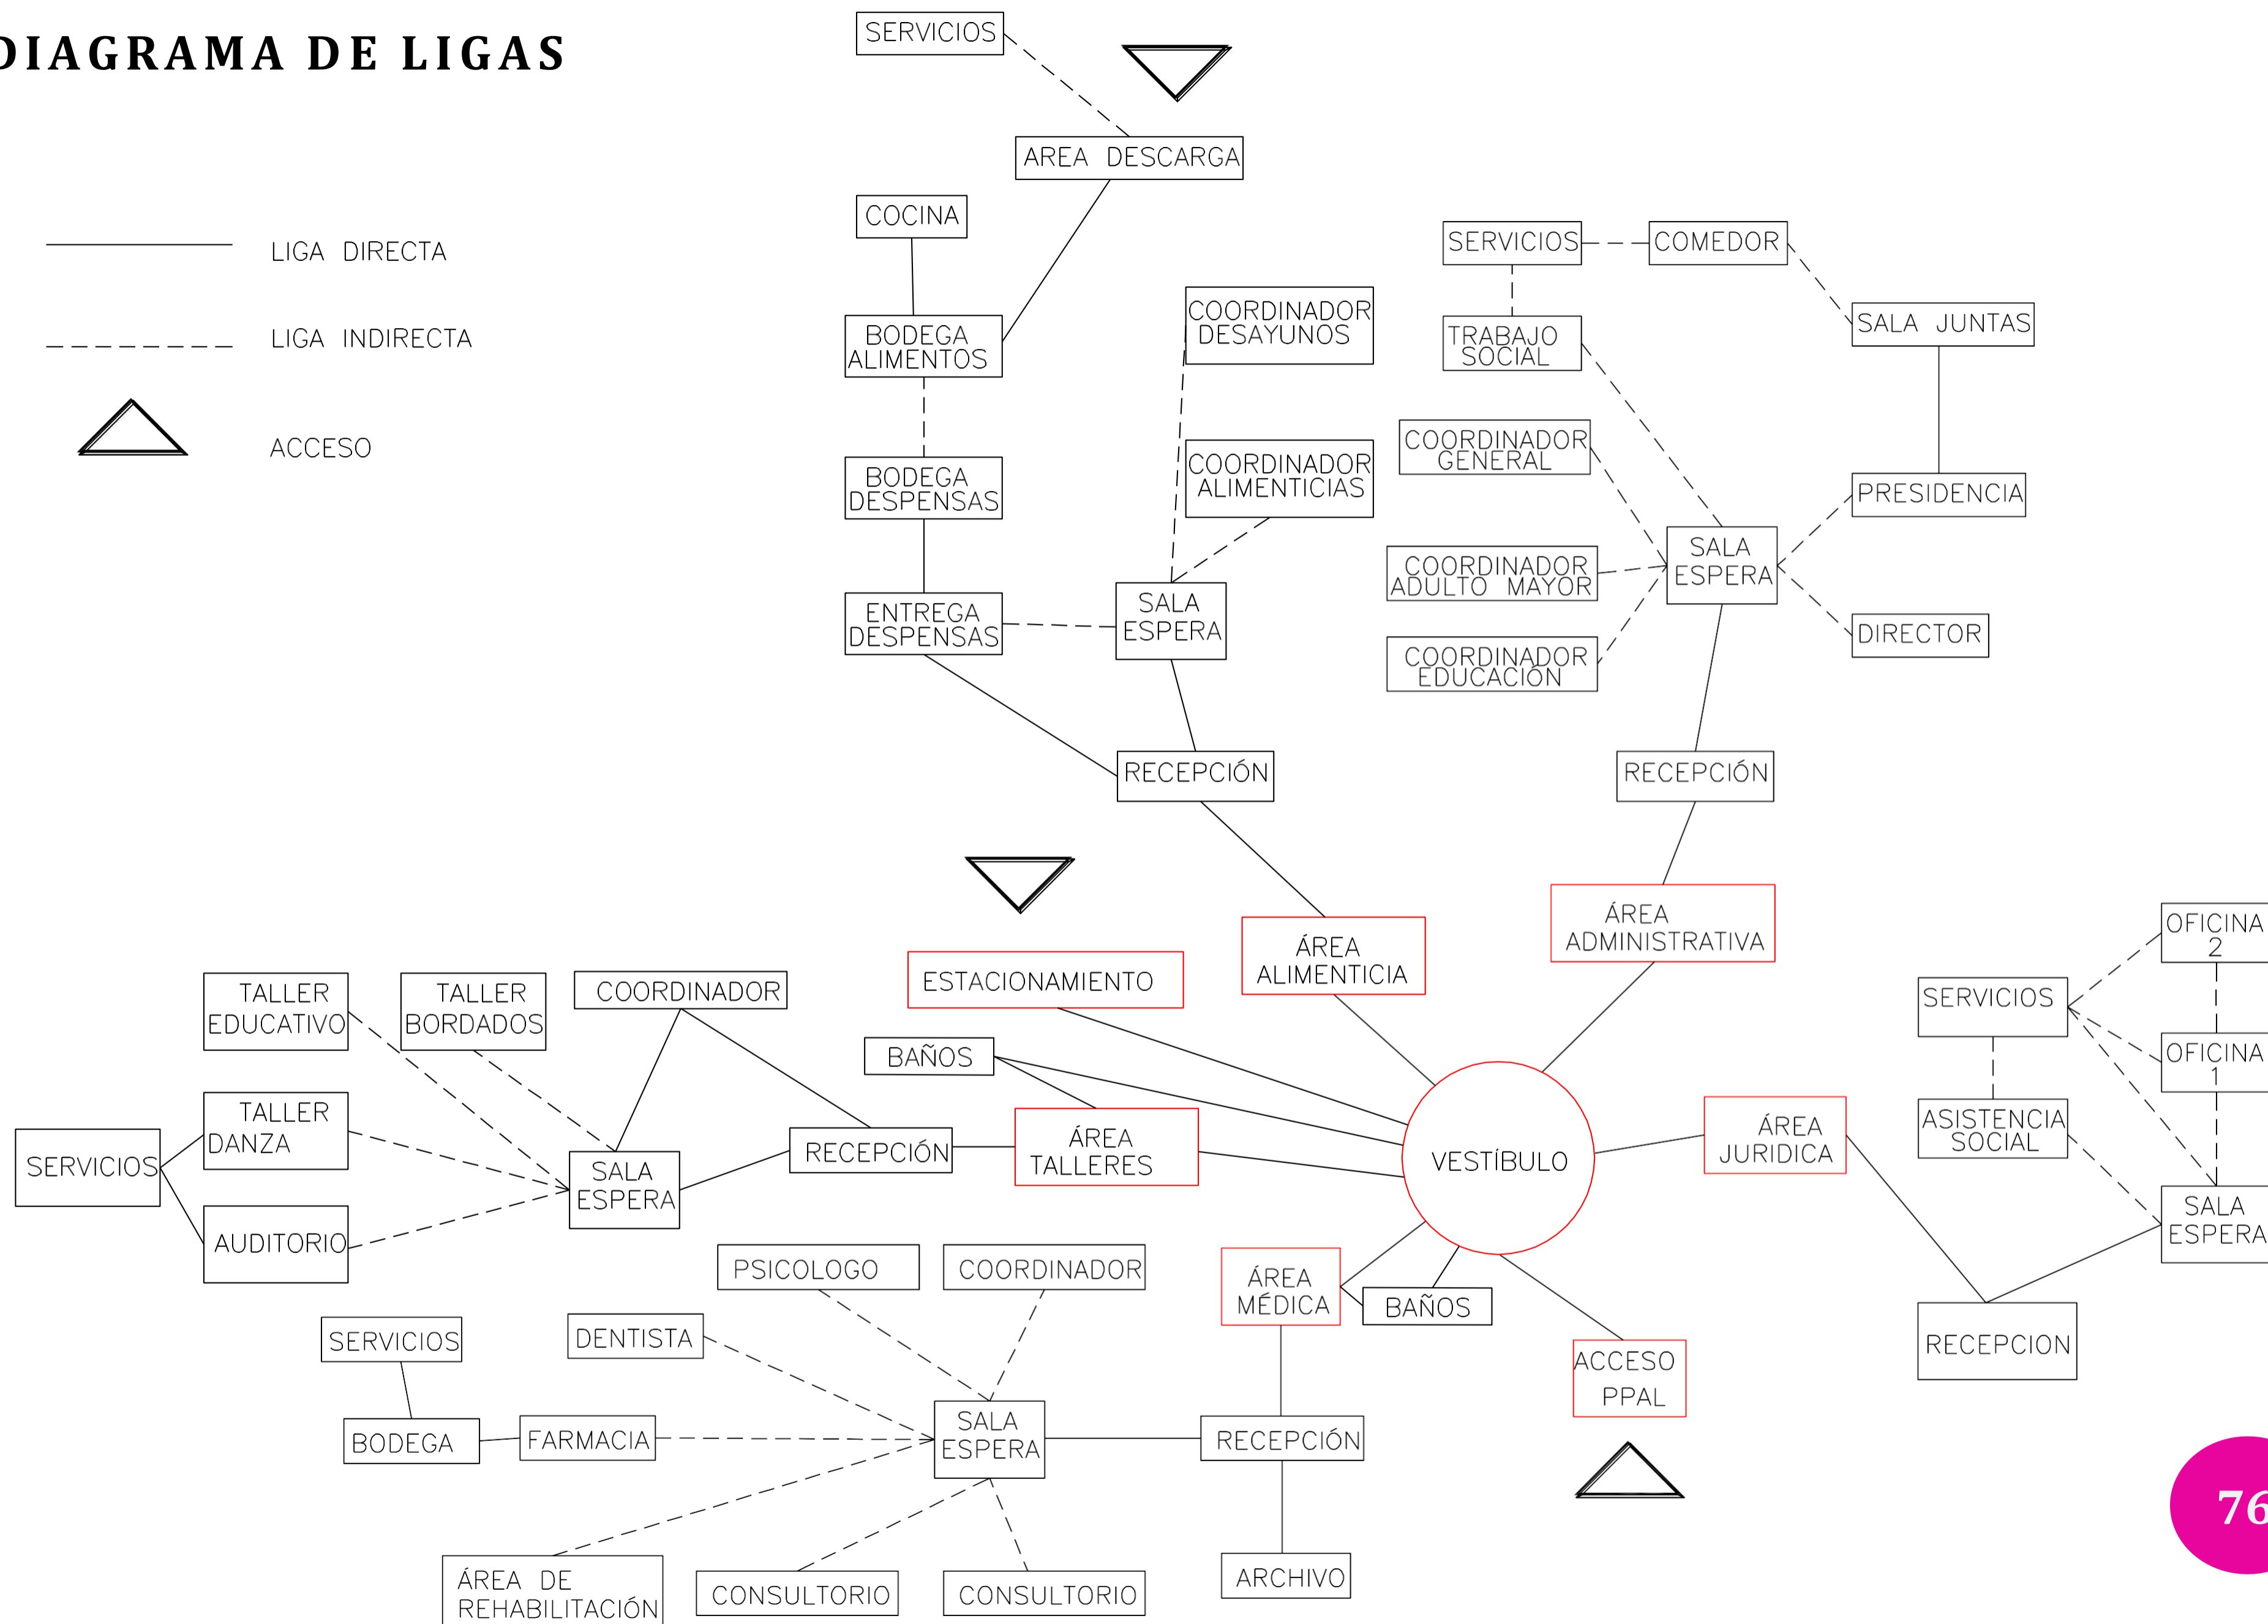 DIAGRAMA DE LIGAS
LIGA DIRECTA
LIGA INDIRECTA
ACCESO
SERVICIOS
AREA DESCARGA
COCINA
BODEGA
ALIMENTOS
BODEGA
DESPENSAS
ENTREGA
DESPENSAS
COORDINADOR
DESAYUNOS
COORDINADOR
ALIMENTICIAS
SALA
ESPERA
RECEPCIÓN
SERVICIOS
COMEDOR
SALA JUNTAS
TRABAJO
SOCIAL
COORDINADOR
GENERAL
PRESIDENCIA
SALA
ESPERA
COORDINADOR
ADULTO MAYOR
DIRECTOR
COORDINADOR
EDUCACIÓN
RECEPCIÓN
ÁREA
ADMINISTRATIVA
ÁREA
ALIMENTICIA
ESTACIONAMIENTO
BAÑOS
ÁREA
TALLERES
VESTÍBULO
TALLER
EDUCATIVO
TALLER
BORDADOS
COORDINADOR
TALLER
DANZA
SERVICIOS
AUDITORIO
SALA
ESPERA
RECEPCIÓN
ÁREA
JURIDICA
OFICINA
2
SERVICIOS
OFICINA
1
ASISTENCIA
SOCIAL
SALA
ESPERA
RECEPCION
PSICOLOGO
COORDINADOR
ÁREA
MÉDICA
BAÑOS
SERVICIOS
DENTISTA
ACCESO
PPAL
BODEGA
FARMACIA
SALA
ESPERA
RECEPCIÓN
ÁREA DE
REHABILITACIÓN
CONSULTORIO
CONSULTORIO
ARCHIVO
76